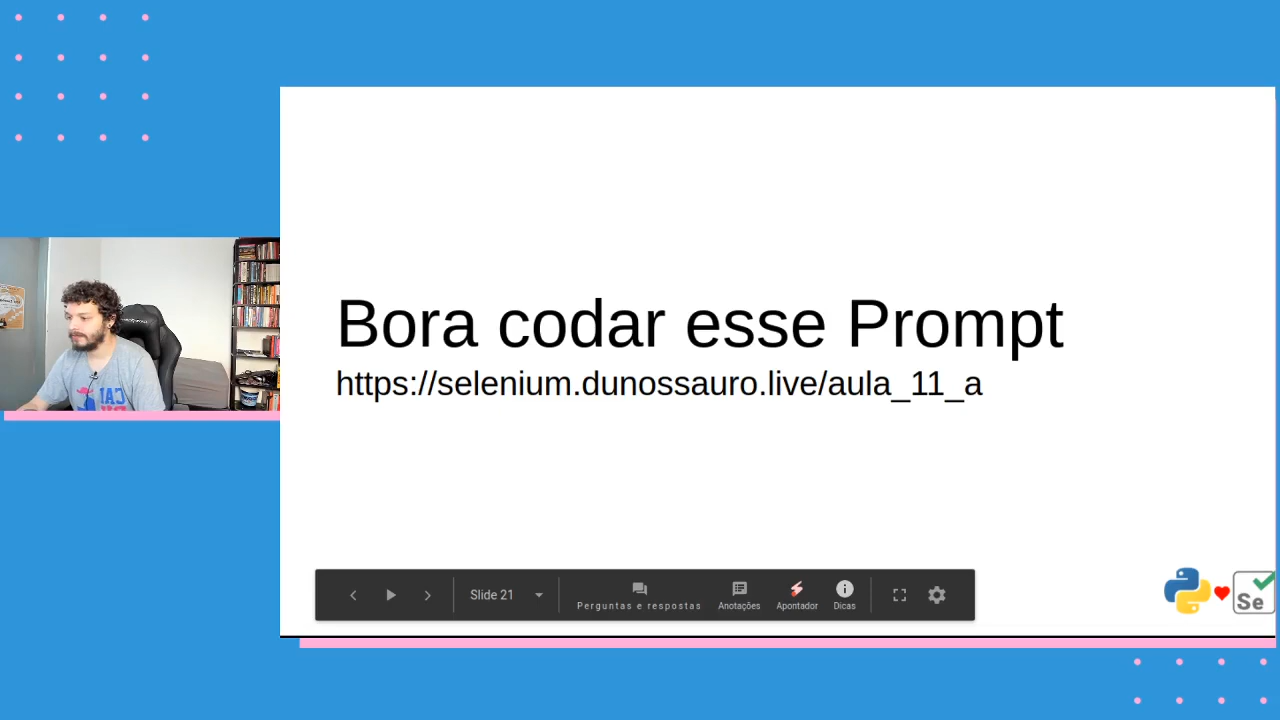 Bora codar esse Prompt
https://selenium.dunossauro.live/aula_11_a
Slide 21
Perguntas e respostas
Anotações
Apontador
Dicas
Se